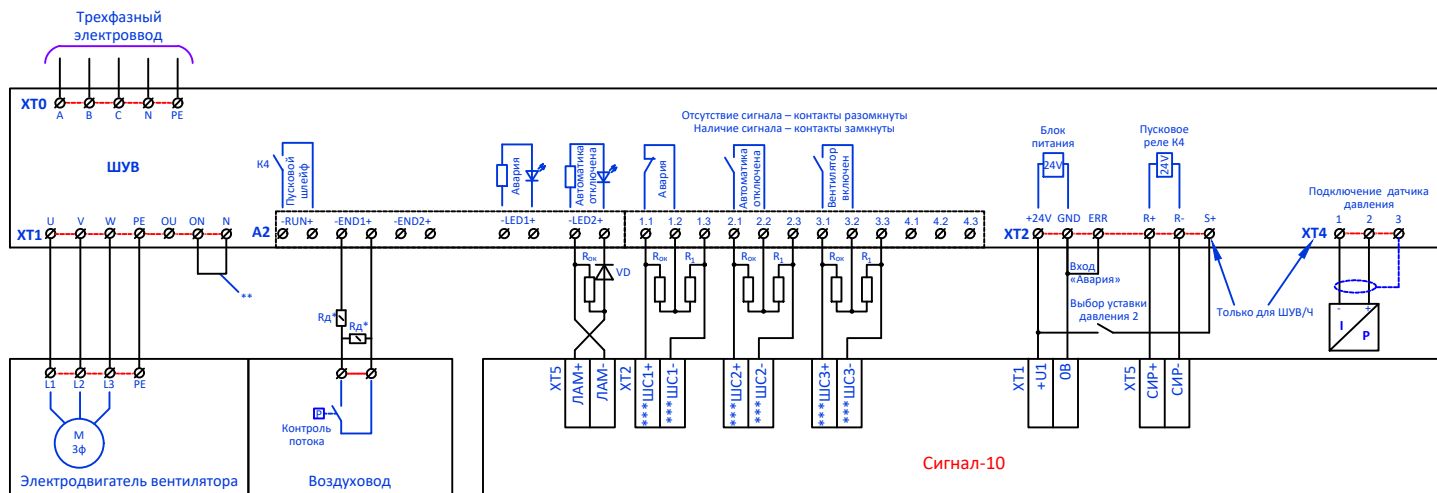 Трехфазный
электроввод
XT0
A B C N PE
ШУВ
К4
Пусковой
шлейф
Авария
Автоматика
отключена
Отсутствие сигнала – контакты разомкнуты
Наличие сигнала – контакты замкнуты
Авария
Автоматика
отключена
Вентилятор
включен
Блок
питания
24V
Пусковое
реле К4
24V
Подключение датчика
давления
XT1
U V W PE OU ON N
A2
-RUN+ -END1+ -END2+ -LED1+ -LED2+
1.1 1.2 1.3 2.1 2.2 2.3 3.1 3.2 3.3 4.1 4.2 4.3
XT2
+24V GND ERR R+ R- S+
XT4
1 2 3
**
Rд*
Rд*
Rок
VD
Rок R1
Rок R1
Rок R1
Вход
«Авария»
Выбор уставки
давления 2
Только для ШУВ/Ч
- +
I P
L1 L2 L3 PE
М
3ф
Электродвигатель вентилятора
P
Контроль
потока
Воздуховод
XT5
ЛАМ+
ЛАМ-
XT2
***ШС1+
***ШС1-
***ШС2+
***ШС2-
***ШС3+
***ШС3-
XT1
+U1
0В
XT5
СИР+
СИР-
Сигнал-10